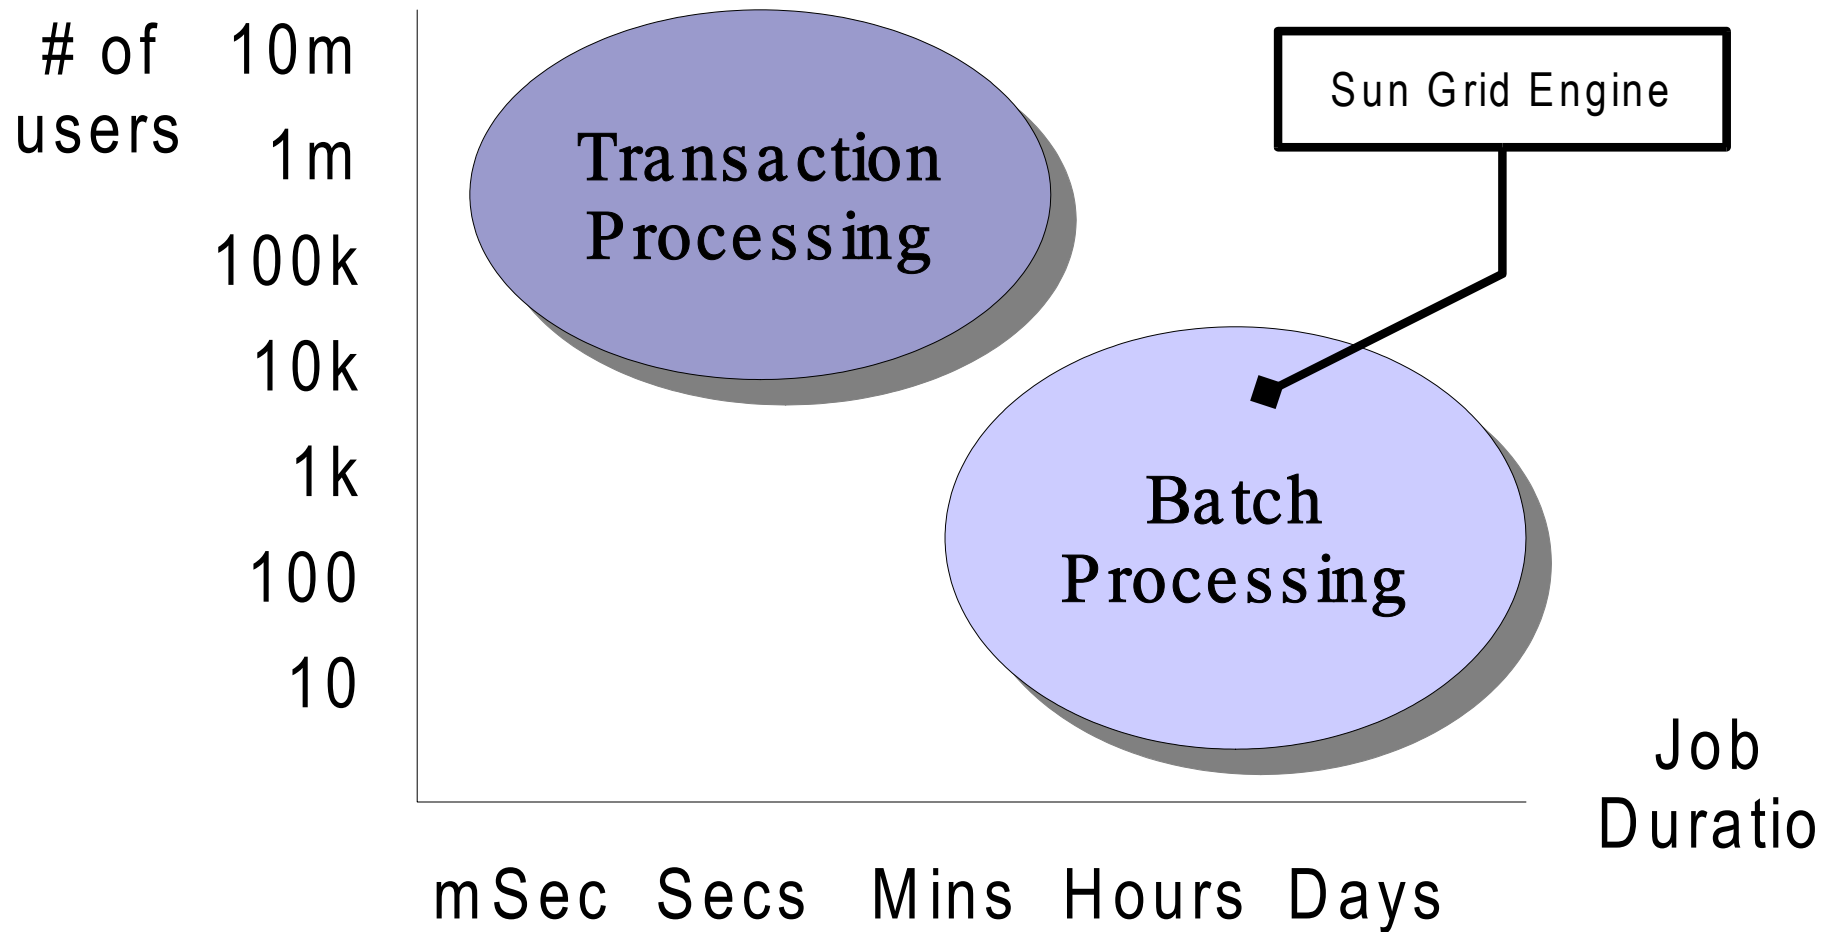 # of
users
10m
1m
100k
10k
1k
100
10
Transaction
Processing
Sun Grid Engine
Batch
Processing
Job
Duratio
mSec Secs Mins Hours Days